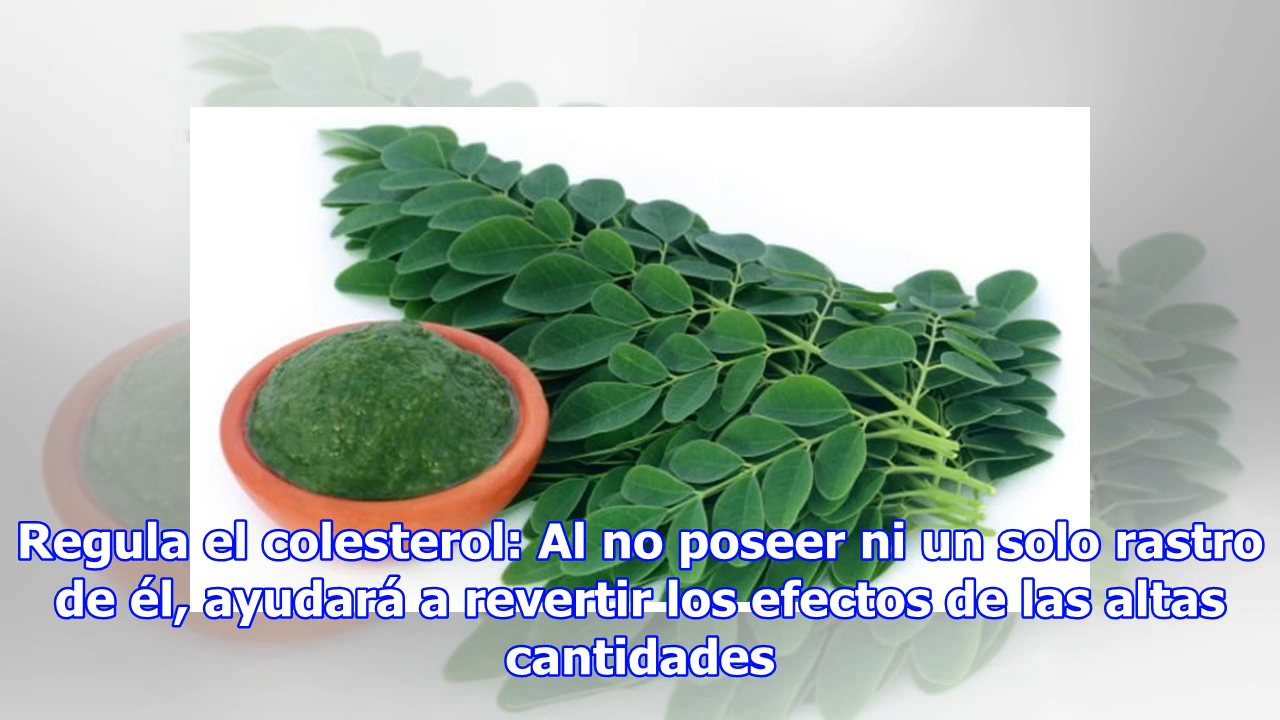 Regula el colesterol: Al no poseer ni un solo rastro
de él, ayudará a revertir los efectos de las altas
cantidades